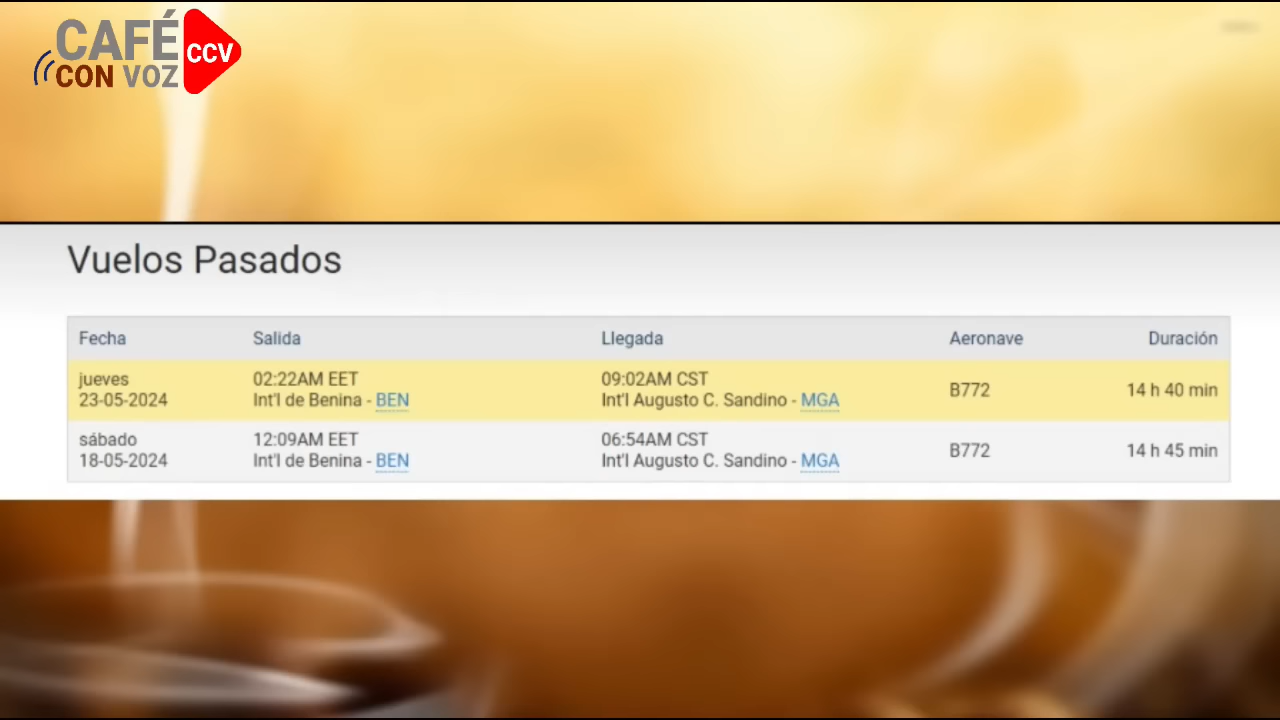 CAFÉ
CON VOZ
CCV
Vuelos Pasados
Fecha Salida Llegada Aeronave Duración
jueves 02:22AM EET 09:02AM CST
23-05-2024 Int'l de Benina - BEN Int'l Augusto C. Sandino - MGA B772 14 h 40 min
sábado 12:09AM EET 06:54AM CST
18-05-2024 Int'l de Benina - BEN Int'l Augusto C. Sandino - MGA B772 14 h 45 min